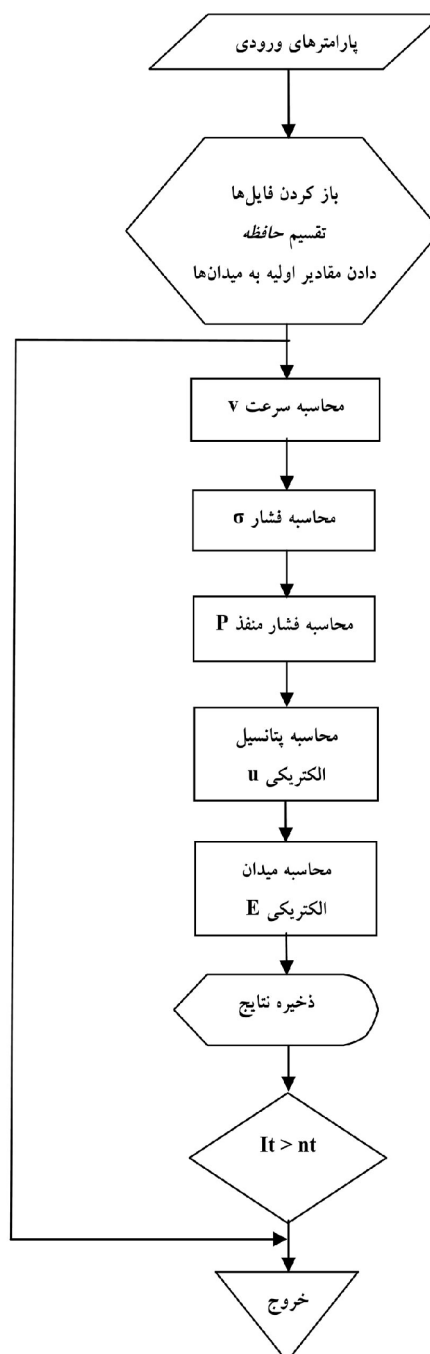 پارامترهای ورودی
باز کردن فایل‌ها
تقسیم حافظه
دادن مقادیر اولیه به میدان‌ها
محاسبه سرعت v
محاسبه فشار σ
محاسبه فشار منفذ P
محاسبه پتانسیل
الکتریکی u
محاسبه میدان
الکتریکی E
ذخیره نتایج
It > nt
خروج